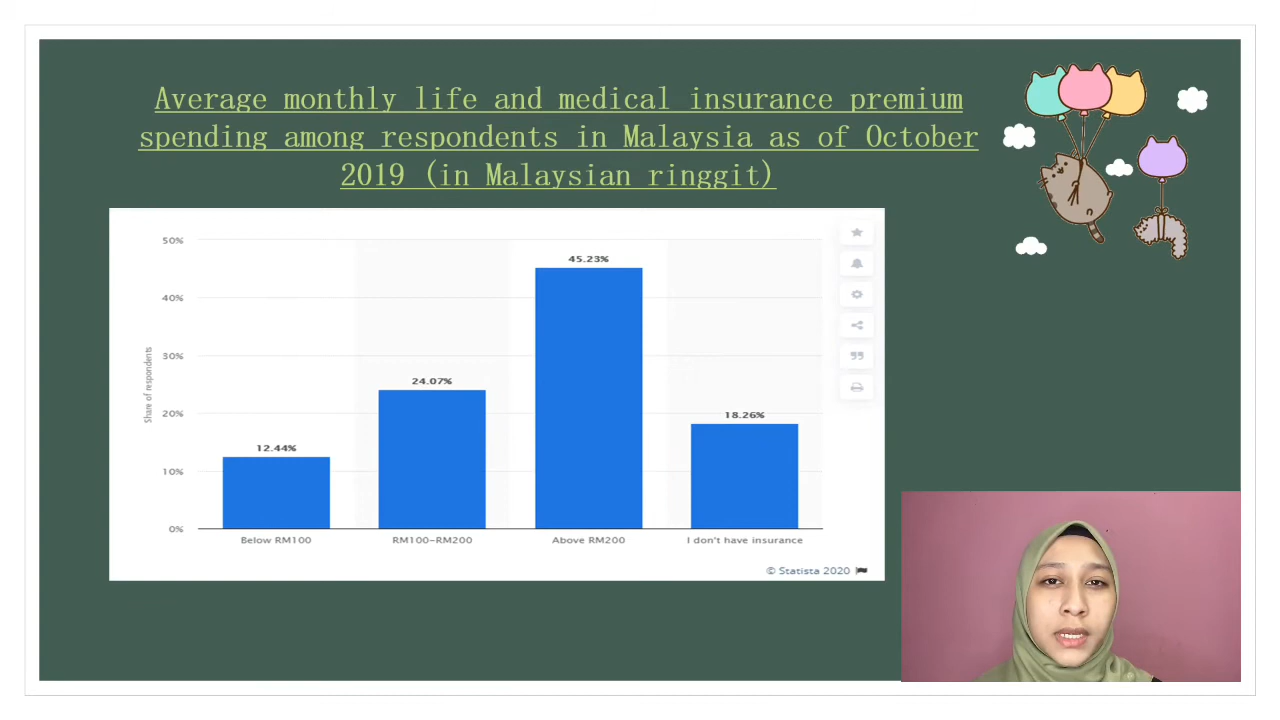 Average monthly life and medical insurance premium
spending among respondents in Malaysia as of October
2019 (in Malaysian ringgit)
50%
40%
30%
20%
10%
0%
Share of respondents
12.44%
24.07%
45.23%
18.26%
Below RM100
RM100-RM200
Above RM200
I don't have insurance
© Statista 2020